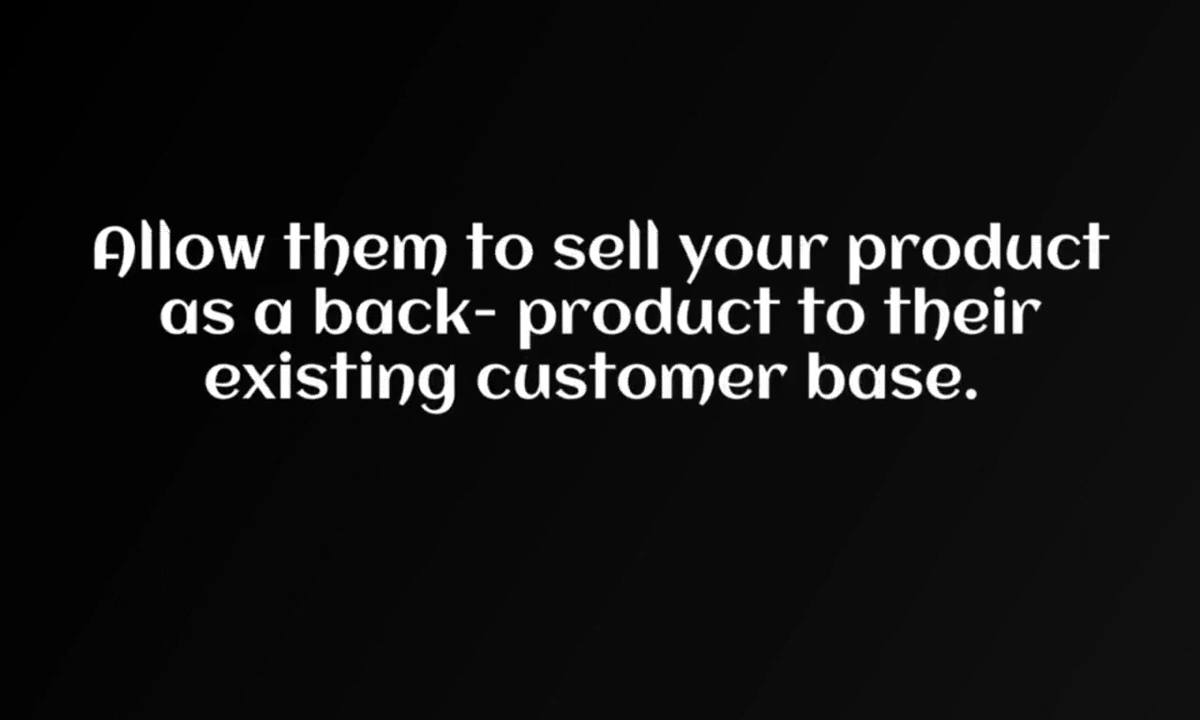 Allow them to sell your product
as a back- product to their
existing customer base.